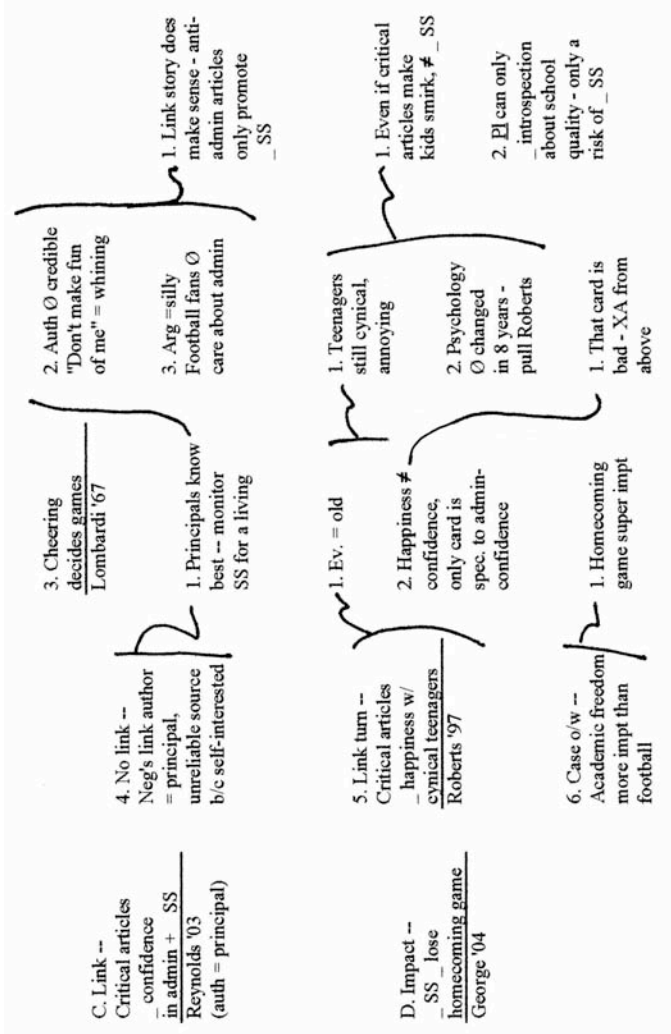 C. Link --
Critical articles
_ confidence
in admin + _ SS
Reynolds '03
(auth = principal)
D. Impact --
_ SS _ lose
homecoming game
George '04
4. No link --
Neg's link author
= principal,
unreliable source
b/c self-interested
5. Link turn --
Critical articles
_ happiness w/
cynical teenagers
Roberts '97
6. Case o/w --
Academic freedom
more impt than
football
3. Cheering
decides games
Lombardi '67
1. Principals know
best -- monitor
SS for a living
1. Ev. = old
2. Happiness ≠
confidence,
only card is
spec. to admin-
confidence
1. Homecoming
game super impt
2. Auth Ø credible
"Don't make fun
of me" = whining
3. Arg =silly
Football fans Ø
care about admin
1. Teenagers
still cynical,
annoying
2. Psychology
Ø changed
in 8 years -
pull Roberts
1. That card is
bad - XA from
above
1. Link story does
make sense - anti-
admin articles
only promote
_ SS
1. Even if critical
articles make
kids smirk, ≠ _ SS
2. Pl can only
_ introspection
about school
quality - only a
risk of _ SS